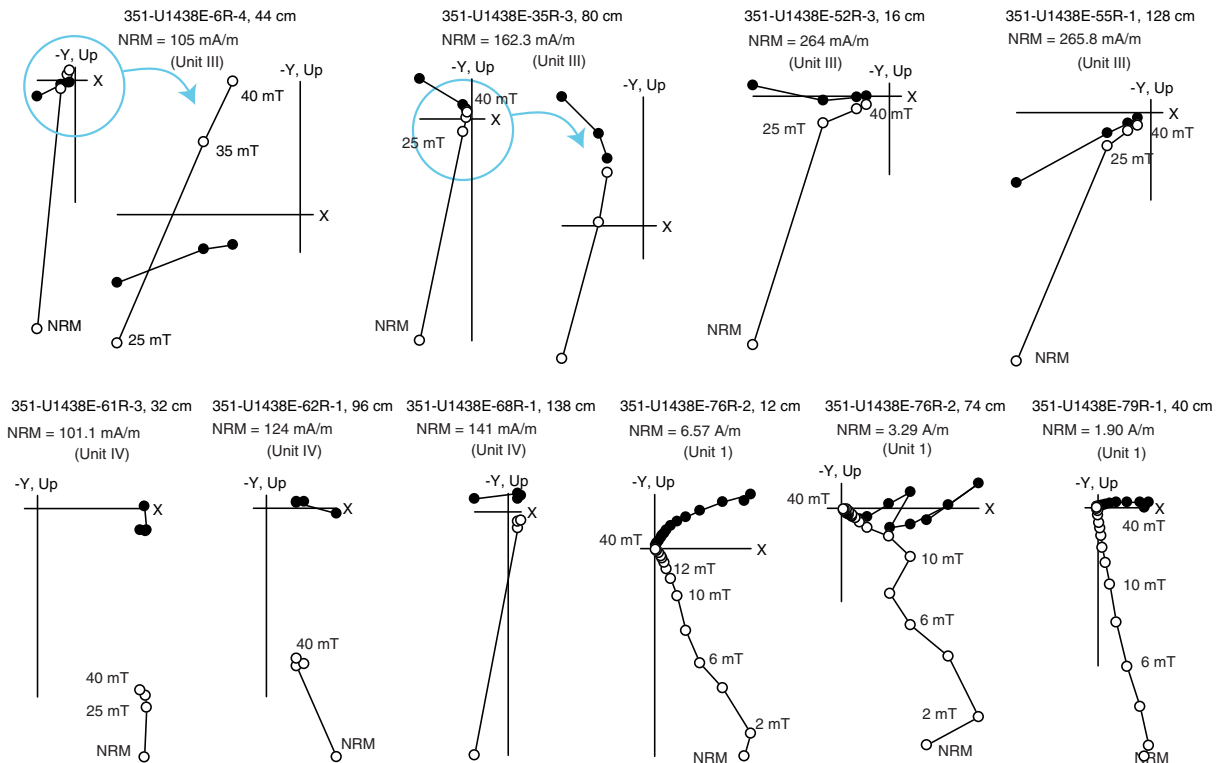 351-U1438E-6R-4, 44 cm
NRM = 105 mA/m
(Unit III)
-Y, Up
X
-Y, Up
40 mT
35 mT
X
25 mT
NRM
351-U1438E-35R-3, 80 cm
NRM = 162.3 mA/m
(Unit III)
-Y, Up
40 mT
X
25 mT
-Y, Up
X
NRM
351-U1438E-52R-3, 16 cm
NRM = 264 mA/m
(Unit III)
-Y, Up
X
40 mT
25 mT
NRM
351-U1438E-55R-1, 128 cm
NRM = 265.8 mA/m
(Unit III)
-Y, Up
X
40 mT
25 mT
NRM
351-U1438E-61R-3, 32 cm
NRM = 101.1 mA/m
(Unit IV)
-Y, Up
X
40 mT
25 mT
NRM
351-U1438E-62R-1, 96 cm
NRM = 124 mA/m
(Unit IV)
-Y, Up
X
40 mT
NRM
351-U1438E-68R-1, 138 cm
NRM = 141 mA/m
(Unit IV)
-Y, Up
X
351-U1438E-76R-2, 12 cm
NRM = 6.57 A/m
(Unit 1)
-Y, Up
40 mT
X
12 mT
10 mT
6 mT
2 mT
NRM
351-U1438E-76R-2, 74 cm
NRM = 3.29 A/m
(Unit 1)
-Y, Up
40 mT
X
10 mT
6 mT
2 mT
NRM
351-U1438E-79R-1, 40 cm
NRM = 1.90 A/m
(Unit 1)
-Y, Up
X
40 mT
10 mT
6 mT
NRM